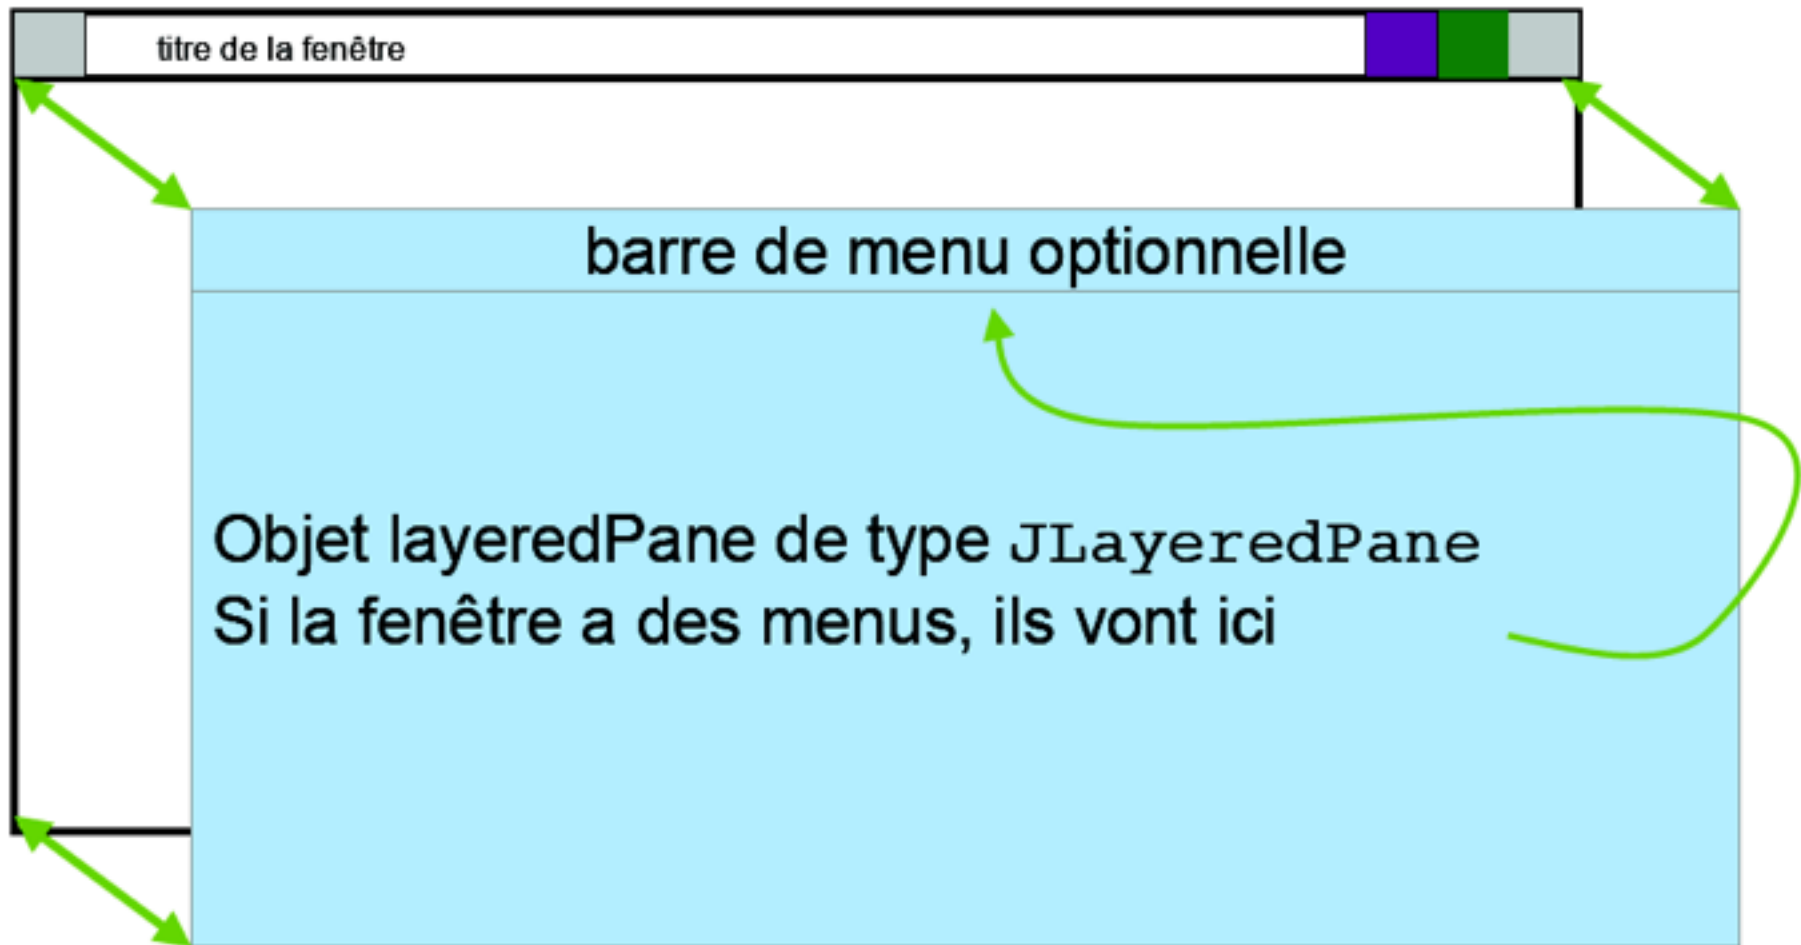 titre de la fenêtre
barre de menu optionnelle
Objet layeredPane de type JLayeredPane
Si la fenêtre a des menus, ils vont ici